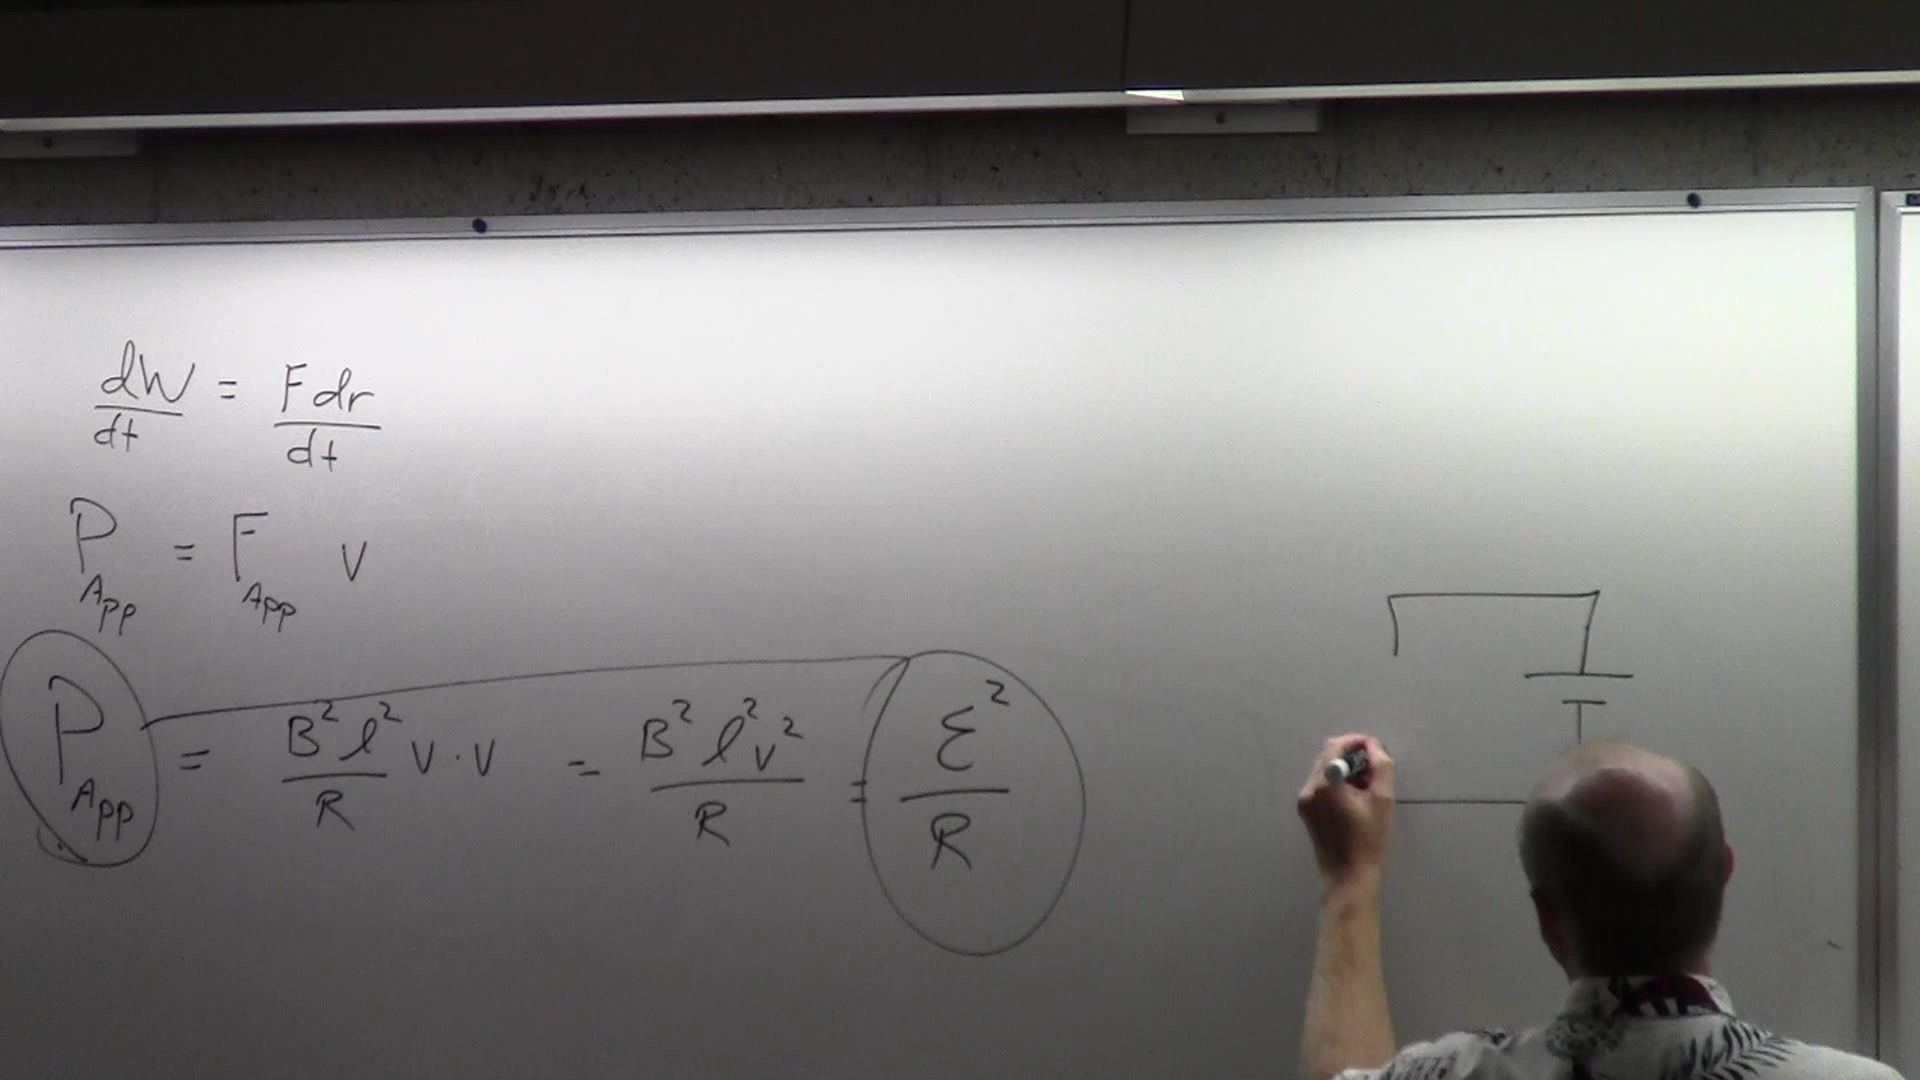 dW/dt = F dr/dt
P_App = F_App v
P_App = B²ℓ²/R v · v = B²ℓ²v²/R = ε²/R